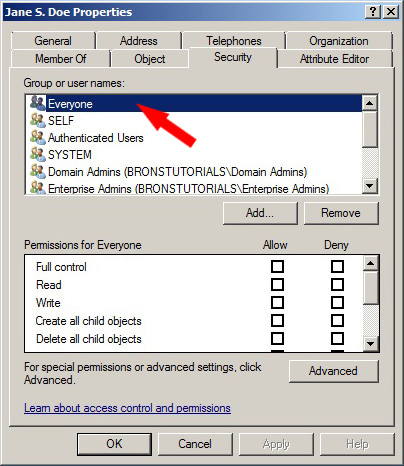 Jane S. Doe Properties
General Address Telephones Organization
Member Of Object Security Attribute Editor
Group or user names:
Everyone
SELF
Authenticated Users
SYSTEM
Domain Admins (BRONSTUTORIALS\Domain Admins)
Enterprise Admins (BRONSTUTORIALS\Enterprise Admins)
Add... Remove
Permissions for Everyone Allow Deny
Full control
Read
Write
Create all child objects
Delete all child objects
For special permissions or advanced settings, click
Advanced.
Advanced
Learn about access control and permissions
OK Cancel Apply Help